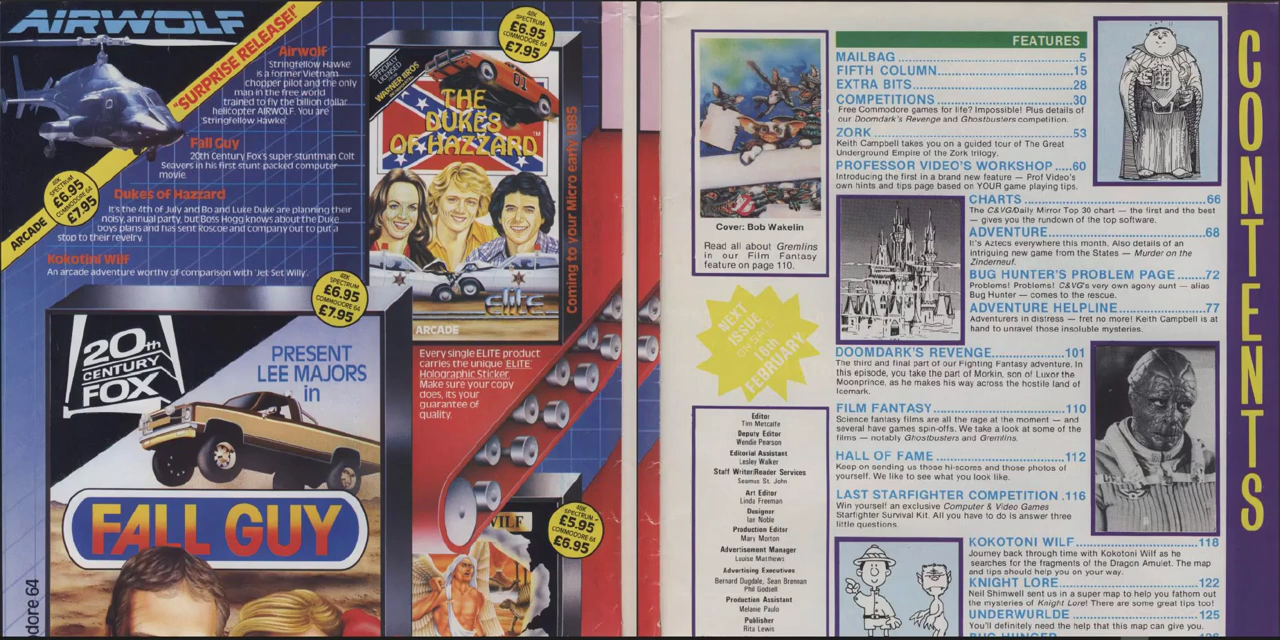 AIRWOLF
"SURPRISE RELEASE!"
ARCADE
48K
SPECTRUM
£6.95
COMMODORE 64
£7.95
Airwolf
'Stringfellow Hawke'
is a former Vietnam
chopper pilot and the only
man in the free world
trained to fly the billion dollar
helicopter AIRWOLF. You are
'Stringfellow Hawke'
Fall Guy
20th Century Fox's super-stuntman Colt
Seavers in his first stunt-packed computer
movie.
Dukes of Hazzard
It's the 4th of July and Bo and Luke Duke are planning their
noisy, annual party, but Boss Hogg knows about the Duke
boys plans and has sent Roscoe and company out to put a
stop to their revelry.
Kokotoni Wilf
An arcade adventure worthy of comparison with 'Jet Set Willy'.
48K
SPECTRUM
£6.95
COMMODORE 64
£7.95
OFFICIALLY
LICENSED
WARNER BROS
01
THE
DUKES
OF HAZZARD™
elite
ARCADE
Coming to your Micro early 1985
48K
SPECTRUM
£6.95
COMMODORE 64
£7.95
20th
CENTURY
FOX
PRESENT
LEE MAJORS
in
FALL GUY
dore 64
Every single ELITE product
carries the unique ELITE
Holographic Sticker.
Make sure your copy
does, its your
guarantee of
quality.
WILF
48K
SPECTRUM
£5.95
COMMODORE 64
£6.95
Cover: Bob Wakelin
Read all about Gremlins
in our Film Fantasy
feature on page 110.
NEXT
ISSUE
ON SALE
16th
FEBRUARY
Editor
Tim Metcalfe
Deputy Editor
Wendie Pearson
Editorial Assistant
Lesley Walker
Staff Writer/Reader Services
Seamus St. John
Art Editor
Linda Freeman
Designer
Ian Noble
Production Editor
Mary Morton
Advertisement Manager
Louise Matthews
Advertising Executives
Bernard Dugdale, Sean Brennan
Phil Godsell
Production Assistant
Melanie Paulo
Publisher
Rita Lewis
FEATURES
MAILBAG 5
FIFTH COLUMN 15
EXTRA BITS 28
COMPETITIONS 30
Free Commodore games for life? Impossible! Plus details of
our Doomdark's Revenge and Ghostbusters competition.
ZORK 53
Keith Campbell takes you on a guided tour of The Great
Underground Empire of the Zork trilogy.
PROFESSOR VIDEO'S WORKSHOP .....60
Introducing the first in a brand new feature — Prof Video's
own hints and tips page based on YOUR game playing tips.
CHARTS 66
The C&VG/Daily Mirror Top 30 chart — the first and the best
— gives you the rundown of the top software.
ADVENTURE 68
It's Aztecs everywhere this month. Also details of an
intriguing new game from the States — Murder on the
Zinderneuf.
BUG HUNTER'S PROBLEM PAGE .......72
Problems! Problems! C&VG's very own agony aunt — alias
Bug Hunter — comes to the rescue.
ADVENTURE HELPLINE 77
Adventurers in distress — fret no more! Keith Campbell is at
hand to unravel those insoluble mysteries.
DOOMDARK'S REVENGE 101
The third and final part of our Fighting Fantasy adventure. In
this episode, you take the part of Morkin, son of Luxor the
Moonprince, as he makes his way across the hostile land of
Icemark.
FILM FANTASY 110
Science fantasy films are all the rage at the moment — and
several have games spin-offs. We take a look at some of the
films — notably Ghostbusters and Gremlins.
HALL OF FAME 112
Keep on sending us those hi-scores and those photos of
yourself. We like to see what you look like.
LAST STARFIGHTER COMPETITION .116
Win yourself an exclusive Computer & Video Games
Starfighter Survival Kit. All you have to do is answer three
little questions.
KOKOTONI WILF 118
Journey back through time with Kokotoni Wilf as he
searches for the fragments of the Dragon Amulet. The map
and tips should help you on your way.
KNIGHT LORE 122
Neil Shimwell sent us in a super map to help you fathom out
the mysteries of Knight Lore! There are some great tips too!
UNDERWURLDE 125
You'll definitely need the help that this map can give you.
BUG HUNTER
CONTENTS